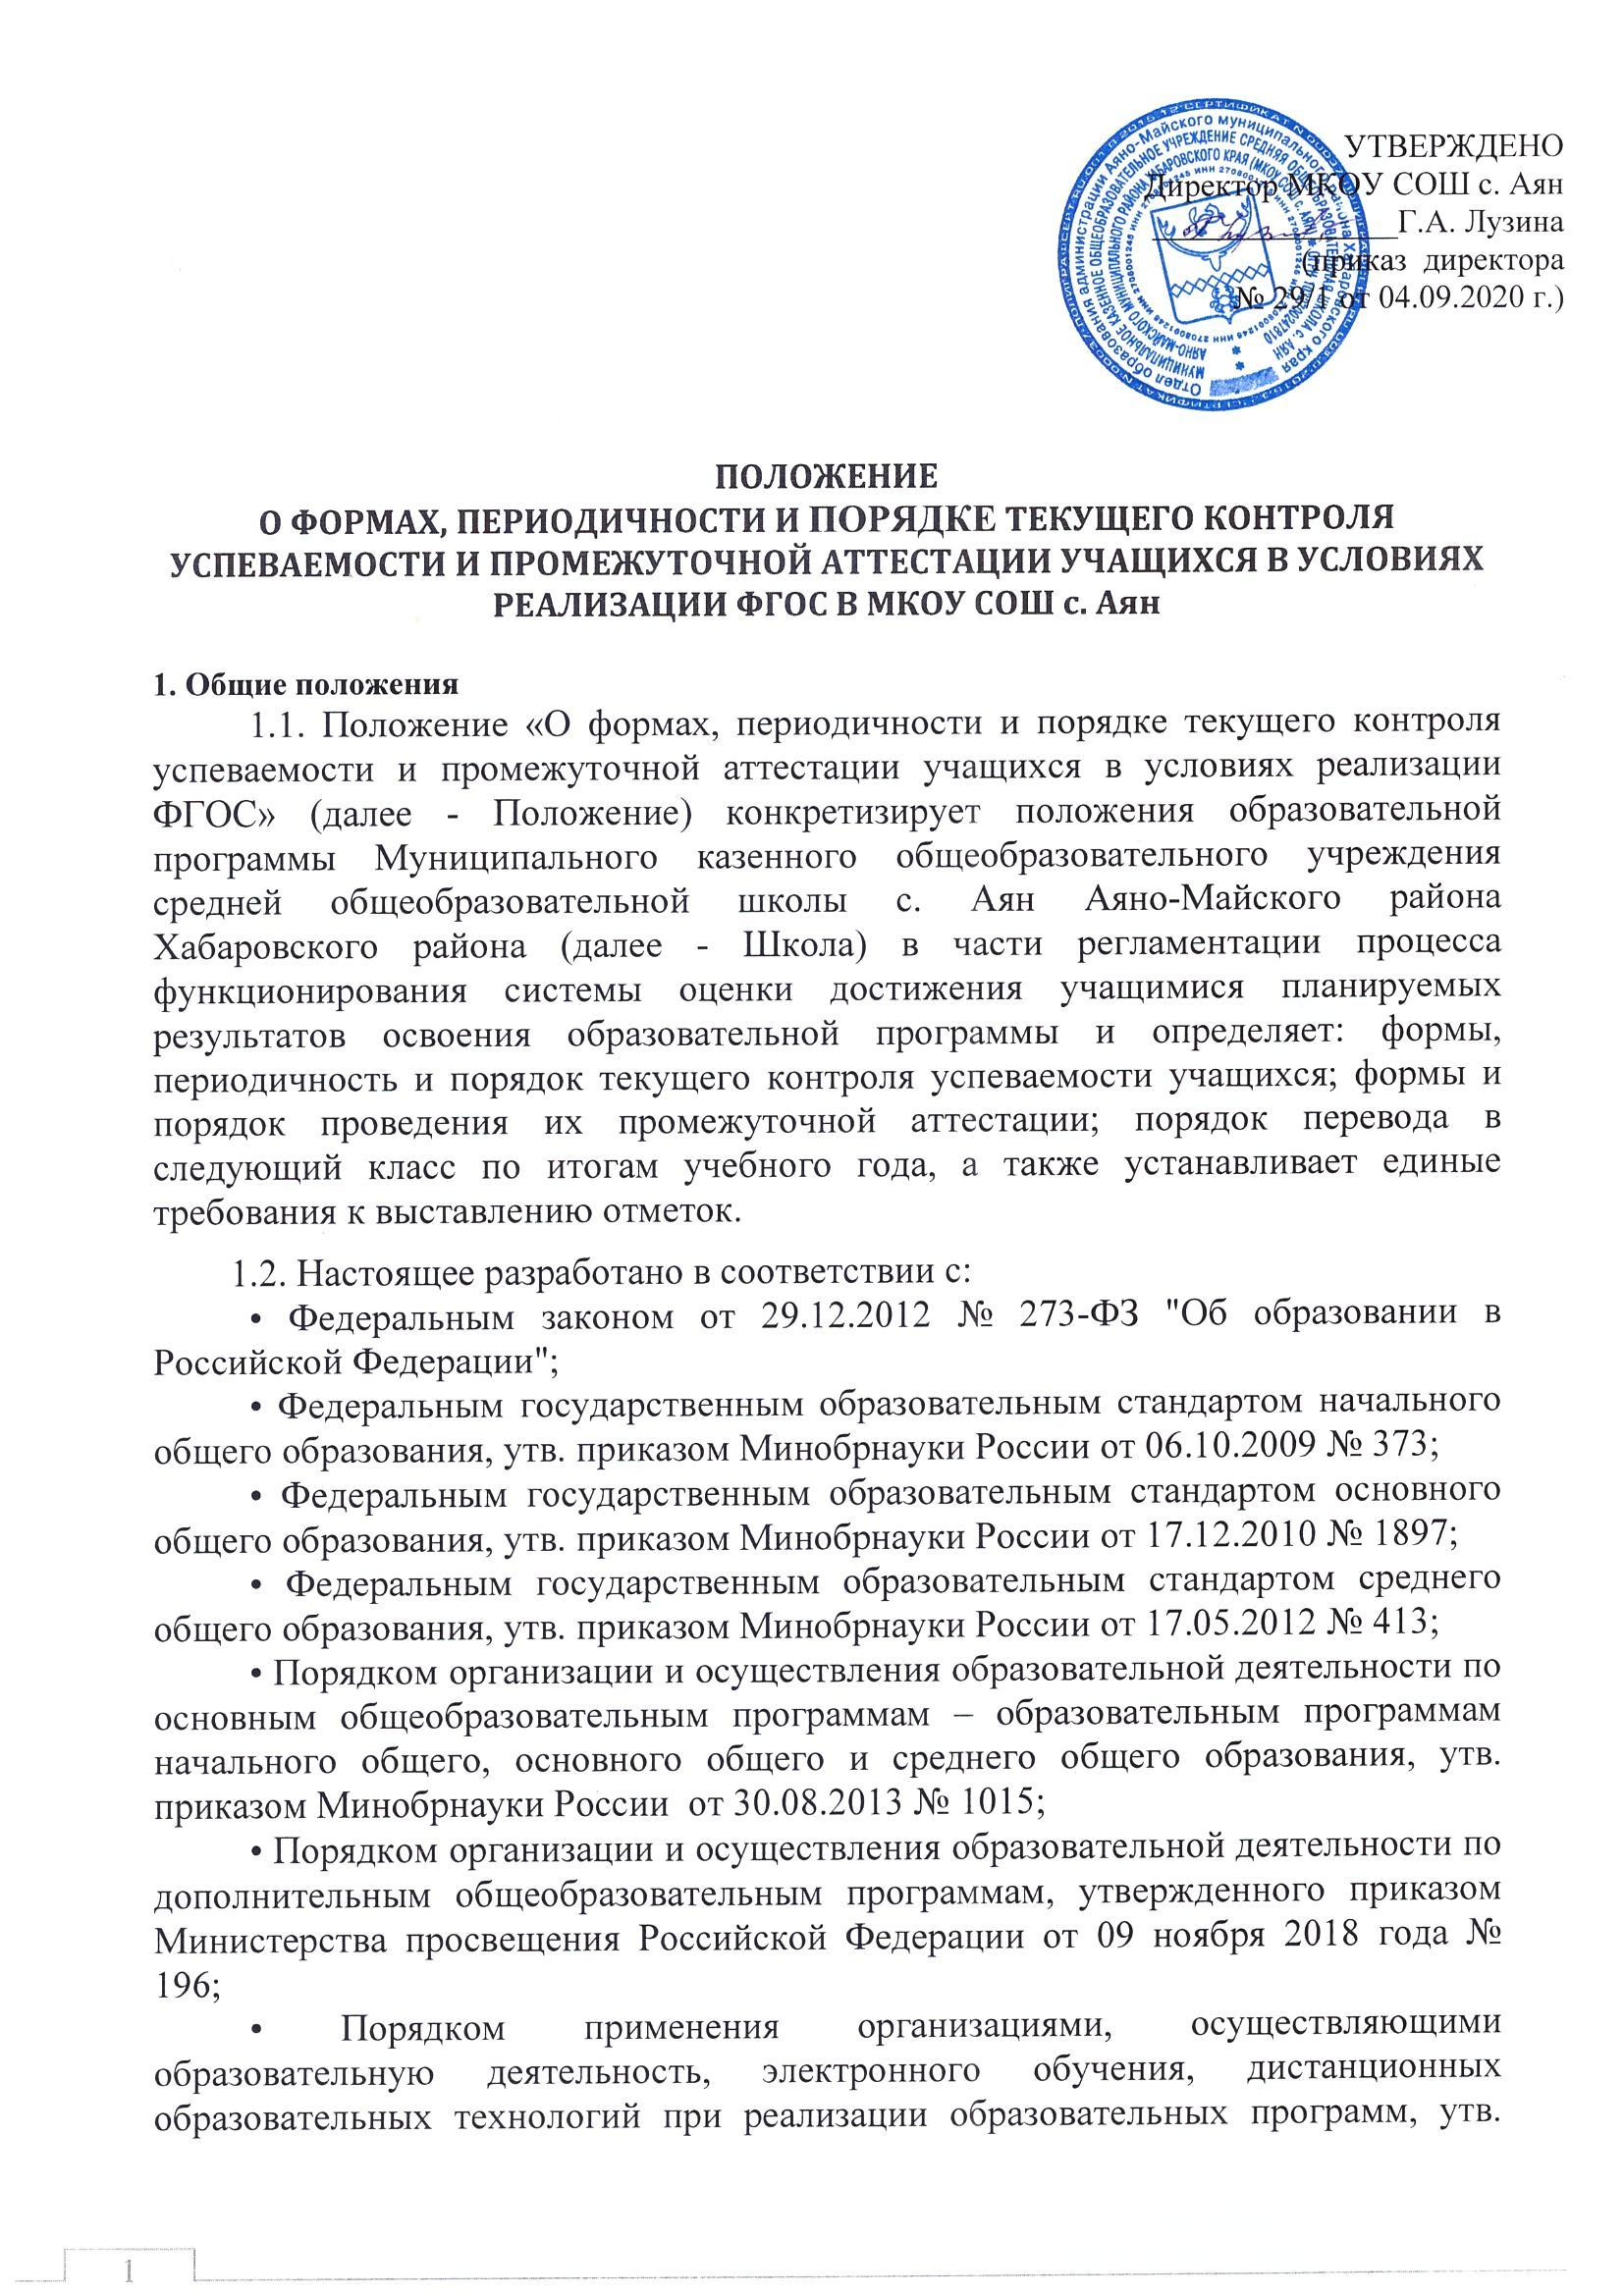 УТВЕРЖДЕНО
Директор МКОУ СОШ с. Аян
Г.А. Лузина
(приказ директора
№ 29/1 от 04.09.2020 г.)
ПОЛОЖЕНИЕ
О ФОРМАХ, ПЕРИОДИЧНОСТИ И ПОРЯДКЕ ТЕКУЩЕГО КОНТРОЛЯ
УСПЕВАЕМОСТИ И ПРОМЕЖУТОЧНОЙ АТТЕСТАЦИИ УЧАЩИХСЯ В УСЛОВИЯХ
РЕАЛИЗАЦИИ ФГОС В МКОУ СОШ с. Аян
1. Общие положения
1.1. Положение «О формах, периодичности и порядке текущего контроля
успеваемости и промежуточной аттестации учащихся в условиях реализации
ФГОС» (далее - Положение) конкретизирует положения образовательной
программы Муниципального казенного общеобразовательного учреждения
средней общеобразовательной школы с. Аян Аяно-Майского района
Хабаровского района (далее - Школа) в части регламентации процесса
функционирования системы оценки достижения учащимися планируемых
результатов освоения образовательной программы и определяет: формы,
периодичность и порядок текущего контроля успеваемости учащихся; формы и
порядок проведения их промежуточной аттестации; порядок перевода в
следующий класс по итогам учебного года, а также устанавливает единые
требования к выставлению отметок.
1.2. Настоящее разработано в соответствии с:
• Федеральным законом от 29.12.2012 № 273-ФЗ "Об образовании в
Российской Федерации";
• Федеральным государственным образовательным стандартом начального
общего образования, утв. приказом Минобрнауки России от 06.10.2009 № 373;
• Федеральным государственным образовательным стандартом основного
общего образования, утв. приказом Минобрнауки России от 17.12.2010 № 1897;
• Федеральным государственным образовательным стандартом среднего
общего образования, утв. приказом Минобрнауки России от 17.05.2012 № 413;
• Порядком организации и осуществления образовательной деятельности по
основным общеобразовательным программам – образовательным программам
начального общего, основного общего и среднего общего образования, утв.
приказом Минобрнауки России от 30.08.2013 № 1015;
• Порядком организации и осуществления образовательной деятельности по
дополнительным общеобразовательным программам, утвержденного приказом
Министерства просвещения Российской Федерации от 09 ноября 2018 года №
196;
• Порядком применения организациями, осуществляющими
образовательную деятельность, электронного обучения, дистанционных
образовательных технологий при реализации образовательных программ, утв.
1